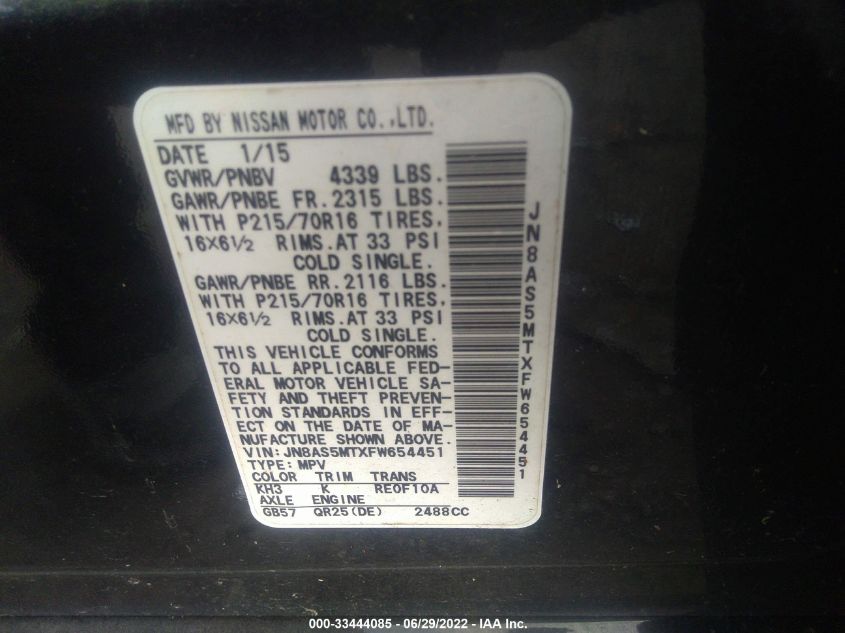 MFD BY NISSAN MOTOR CO.,LTD.
DATE 1/15
GVWR/PNBV 4339 LBS.
GAWR/PNBE FR.2315 LBS.
WITH P215/70R16 TIRES,
16X6½ RIMS.AT 33 PSI
COLD SINGLE.
GAWR/PNBE RR.2116 LBS.
WITH P215/70R16 TIRES,
16X6½ RIMS.AT 33 PSI
COLD SINGLE.
THIS VEHICLE CONFORMS
TO ALL APPLICABLE FED-
ERAL MOTOR VEHICLE SA-
FETY AND THEFT PREVEN-
TION STANDARDS IN EFF-
ECT ON THE DATE OF MA-
NUFACTURE SHOWN ABOVE.
VIN:JN8AS5MTXFW654451
TYPE:MPV
COLOR TRIM TRANS
KH3 K RE0F10A
AXLE ENGINE
GB57 QR25(DE) 2488CC
JN8AS5MTXFW654451
000-33444085 - 06/29/2022 - IAA Inc.